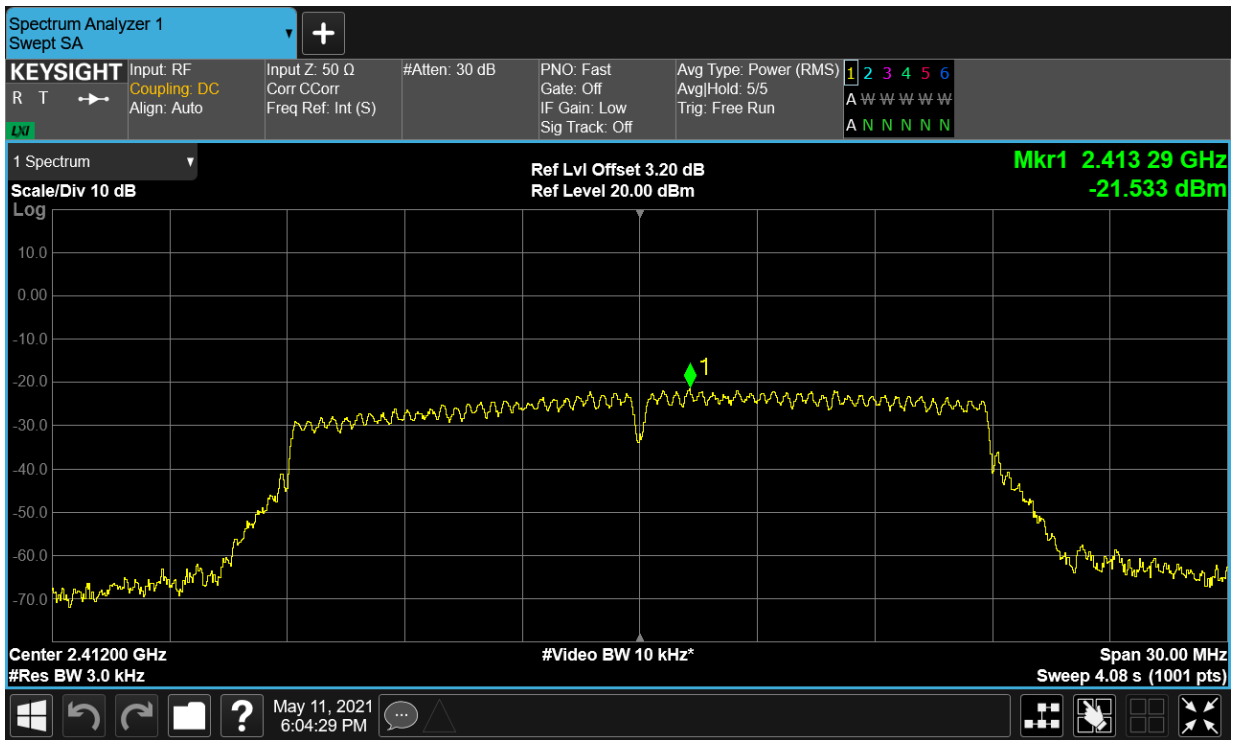 Spectrum Analyzer 1
Swept SA
KEYSIGHT
R T
LXI
Input: RF
Coupling: DC
Align: Auto
Input Z: 50 Ω
Corr CCorr
Freq Ref: Int (S)
#Atten: 30 dB
PNO: Fast
Gate: Off
IF Gain: Low
Sig Track: Off
Avg Type: Power (RMS)
Avg|Hold: 5/5
Trig: Free Run
1 2 3 4 5 6
A W W W W W
A N N N N N
1 Spectrum
Scale/Div 10 dB
Ref Lvl Offset 3.20 dB
Ref Level 20.00 dBm
Mkr1 2.413 29 GHz
-21.533 dBm
Log
10.0
0.00
-10.0
-20.0
-30.0
-40.0
-50.0
-60.0
-70.0
1
Center 2.41200 GHz
#Res BW 3.0 kHz
#Video BW 10 kHz*
Span 30.00 MHz
Sweep 4.08 s (1001 pts)
?
May 11, 2021
6:04:29 PM